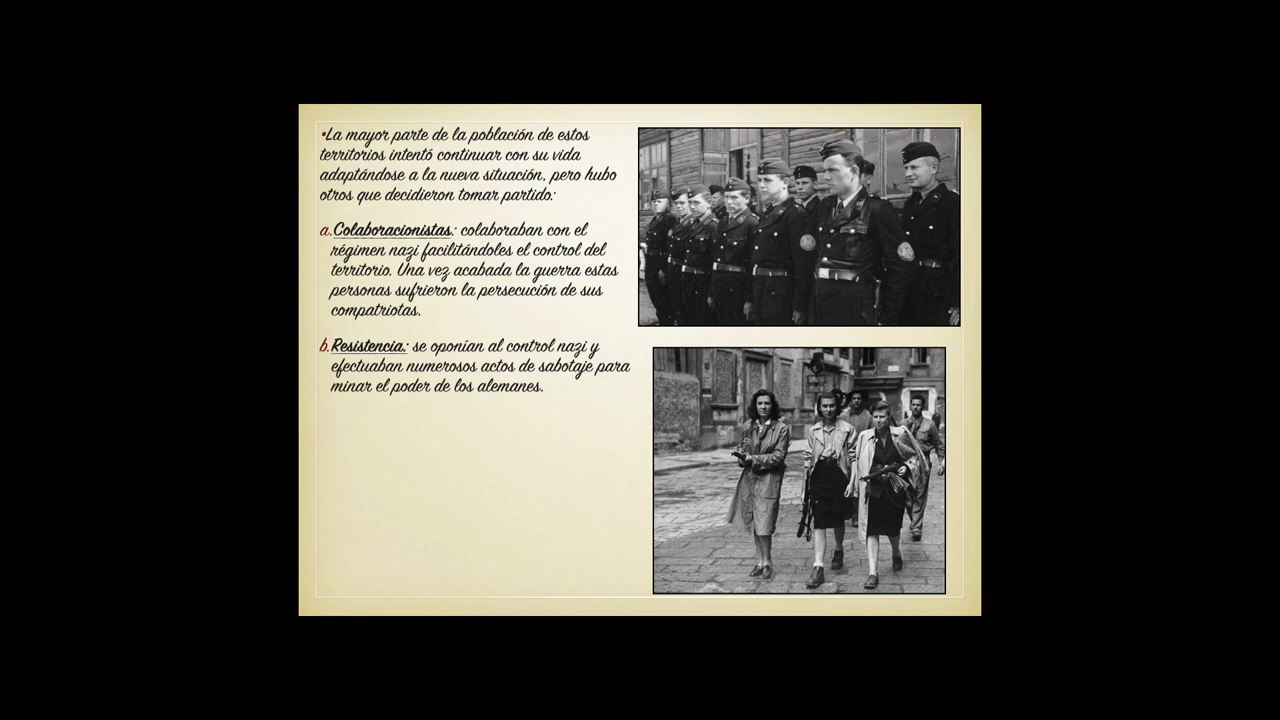 •La mayor parte de la población de estos
territorios intentó continuar con su vida
adaptándose a la nueva situación, pero hubo
otros que decidieron tomar partido:
a.Colaboracionistas: colaboraban con el
régimen nazi facilitándoles el control del
territorio. Una vez acabada la guerra estas
personas sufrieron la persecución de sus
compatriotas.
b.Resistencia: se oponían al control nazi y
efectuaban numerosos actos de sabotaje para
minar el poder de los alemanes.